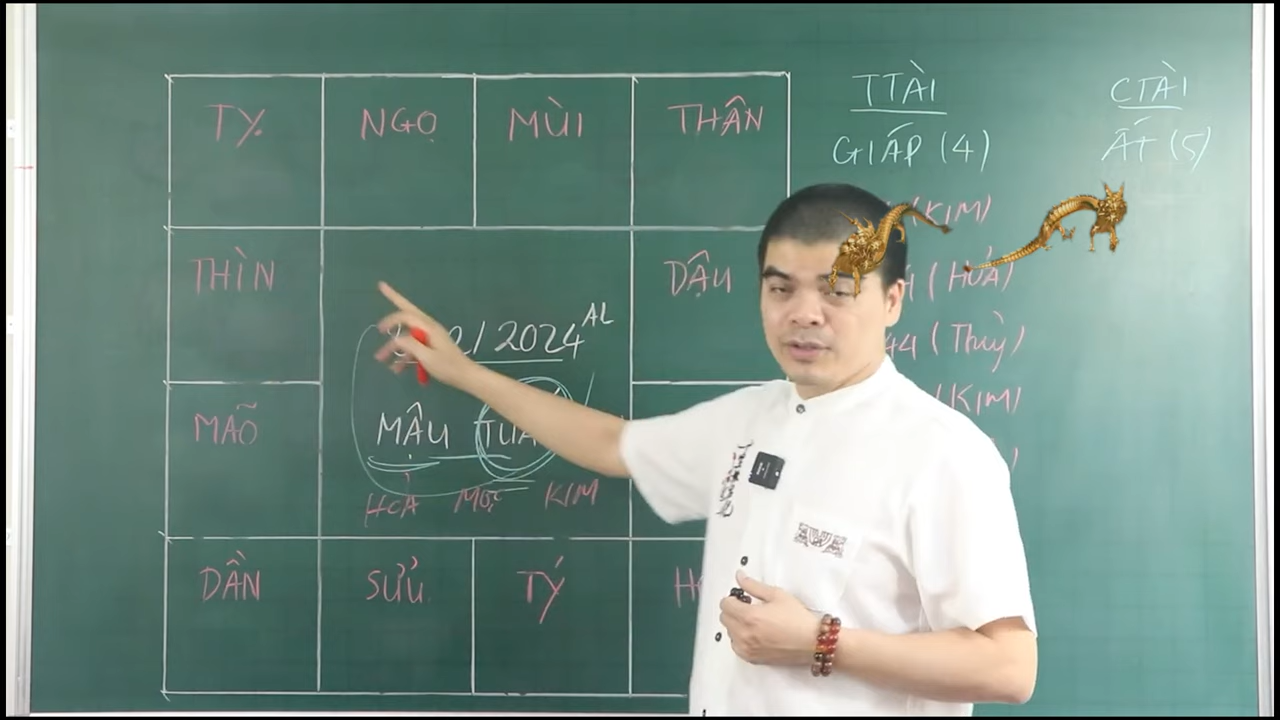 TỴ NGỌ MÙI THÂN
TTÀI
GIÁP (4)
CTÀI
ẤT (5)
(KIM)
THÌN
DẬU
(HỎA)
/2024 AL
(Thủy)
MÃO
MẬU
(KIM)
HOẢ MỘC KIM
DẦN SỬU TÝ